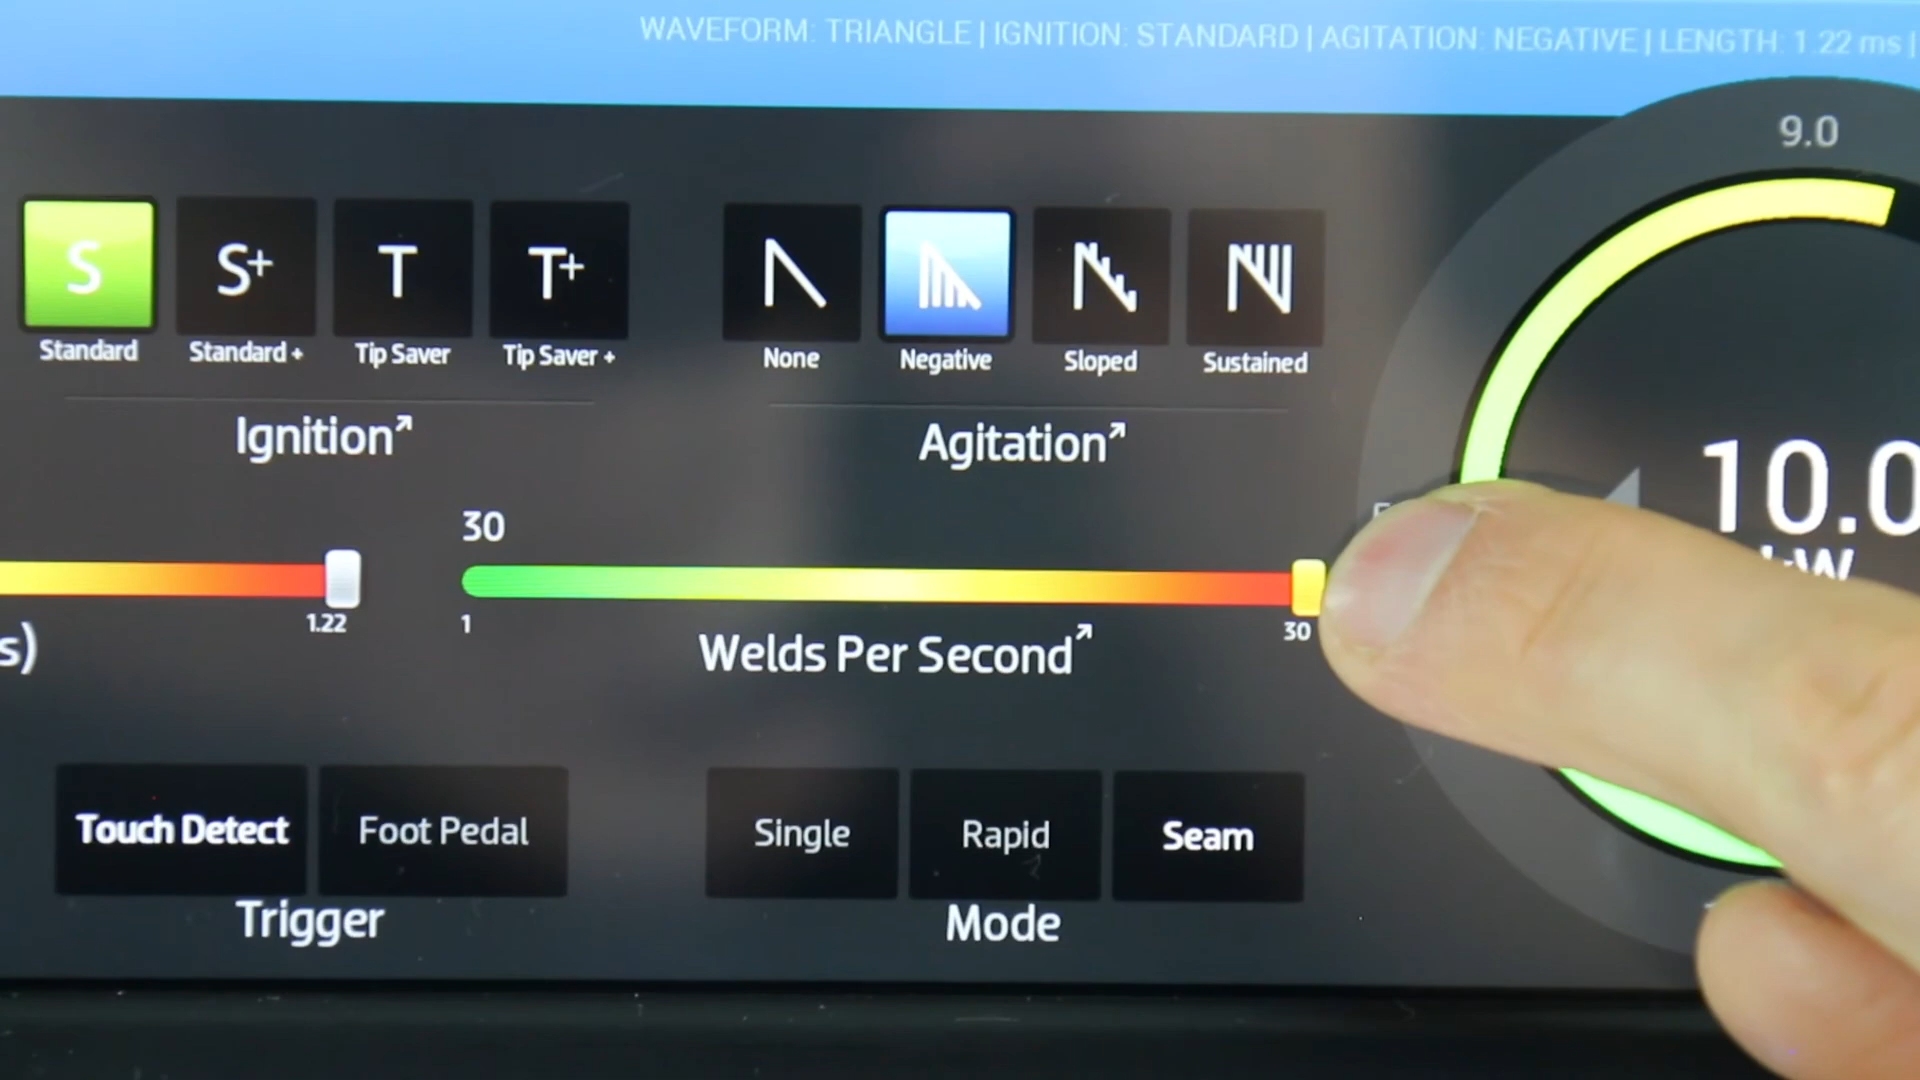 WAVEFORM: TRIANGLE | IGNITION: STANDARD | AGITATION: NEGATIVE | LENGTH: 1.22 ms |
9.0
S S+ T T+
Standard Standard + Tip Saver Tip Saver +
None Negative Sloped Sustained
Ignition Agitation
10.0
kW
30
1.22 1 30
s) Welds Per Second
Touch Detect Foot Pedal Single Rapid Seam
Trigger Mode